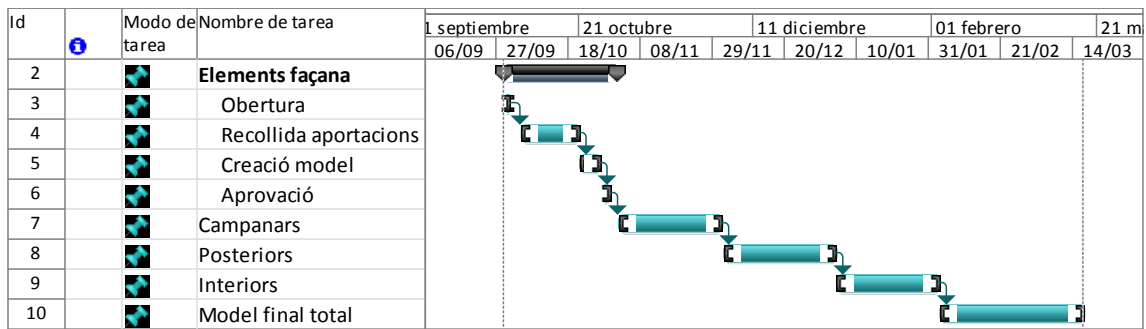 Id Modo de Nombre de tarea 1 septiembre 21 octubre 11 diciembre 01 febrero 21 m
tarea 06/09 27/09 18/10 08/11 29/11 20/12 10/01 31/01 21/02 14/03
2 Elements façana
3 Obertura
4 Recollida aportacions
5 Creació model
6 Aprovació
7 Campanars
8 Posteriors
9 Interiors
10 Model final total